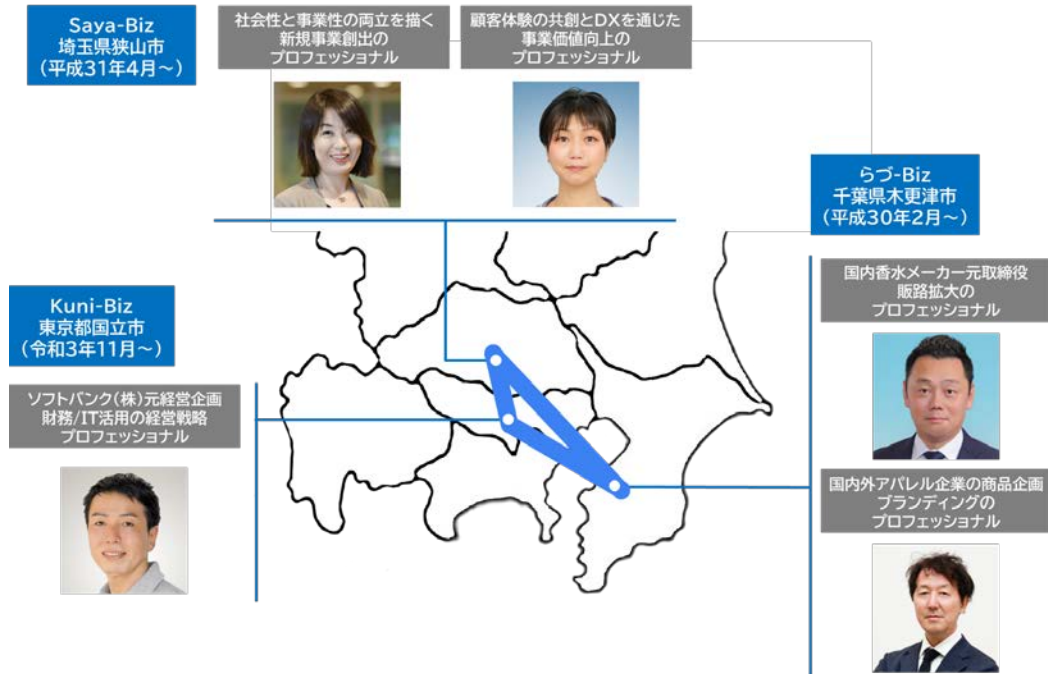 Saya-Biz
埼玉県狭山市
（平成31年4月～）
社会性と事業性の両立を描く
新規事業創出の
プロフェッショナル
顧客体験の共創とDXを通じた
事業価値向上の
プロフェッショナル
らづ-Biz
千葉県木更津市
（平成30年2月～）
国内香水メーカー元取締役
販路拡大の
プロフェッショナル
Kuni-Biz
東京都国立市
（令和3年11月～）
ソフトバンク(株)元経営企画
財務/IT活用の経営戦略
プロフェッショナル
国内外アパレル企業の商品企画
ブランディングの
プロフェッショナル